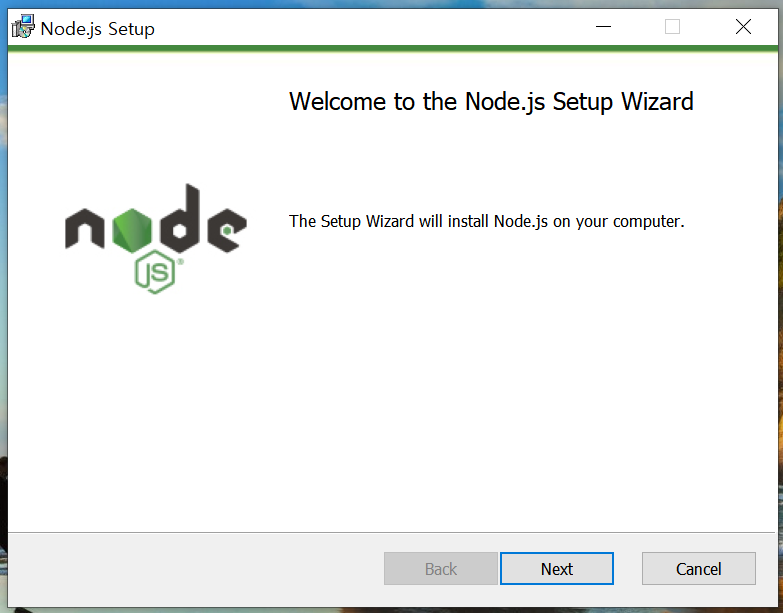 Node.js Setup
Welcome to the Node.js Setup Wizard
node
JS®
The Setup Wizard will install Node.js on your computer.
Back
Next
Cancel